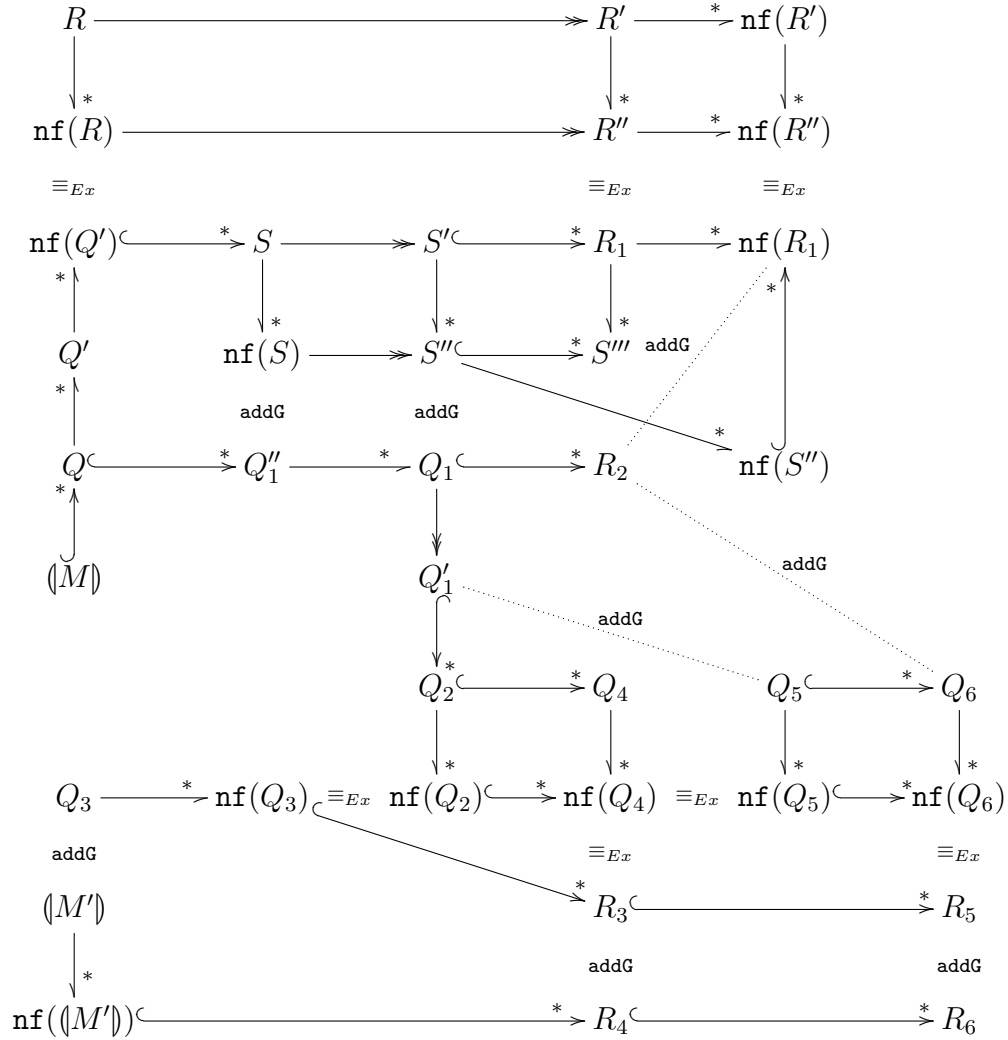 R R′ * nf(R′)
* * *
nf(R) R″ * nf(R″)
≡Ex ≡Ex ≡Ex
nf(Q′) * S S′ * R₁ * nf(R₁)
* * * * *
Q′ nf(S) S″ * S‴ addG
* addG addG *
Q * Q₁″ * Q₁ * R₂ nf(S″)
*
⦇M⦈ Q₁′ addG
addG
*
Q₂ * Q₄ Q₅ * Q₆
* * * *
Q₃ * nf(Q₃) ≡Ex nf(Q₂) * nf(Q₄) ≡Ex nf(Q₅) * nf(Q₆)
addG ≡Ex ≡Ex
⦇M′⦈ * R₃ * R₅
* addG addG
nf(⦇M′⦈) * R₄ * R₆